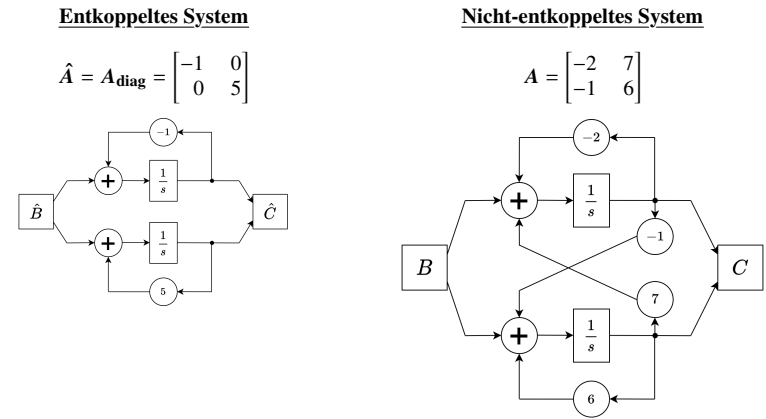 Entkoppeltes System
Â = A_diag = [−1 0; 0 5]
−1
+
1/s
B̂
Ĉ
+
1/s
5
Nicht-entkoppeltes System
A = [−2 7; −1 6]
−2
+
1/s
−1
B
C
7
+
1/s
6